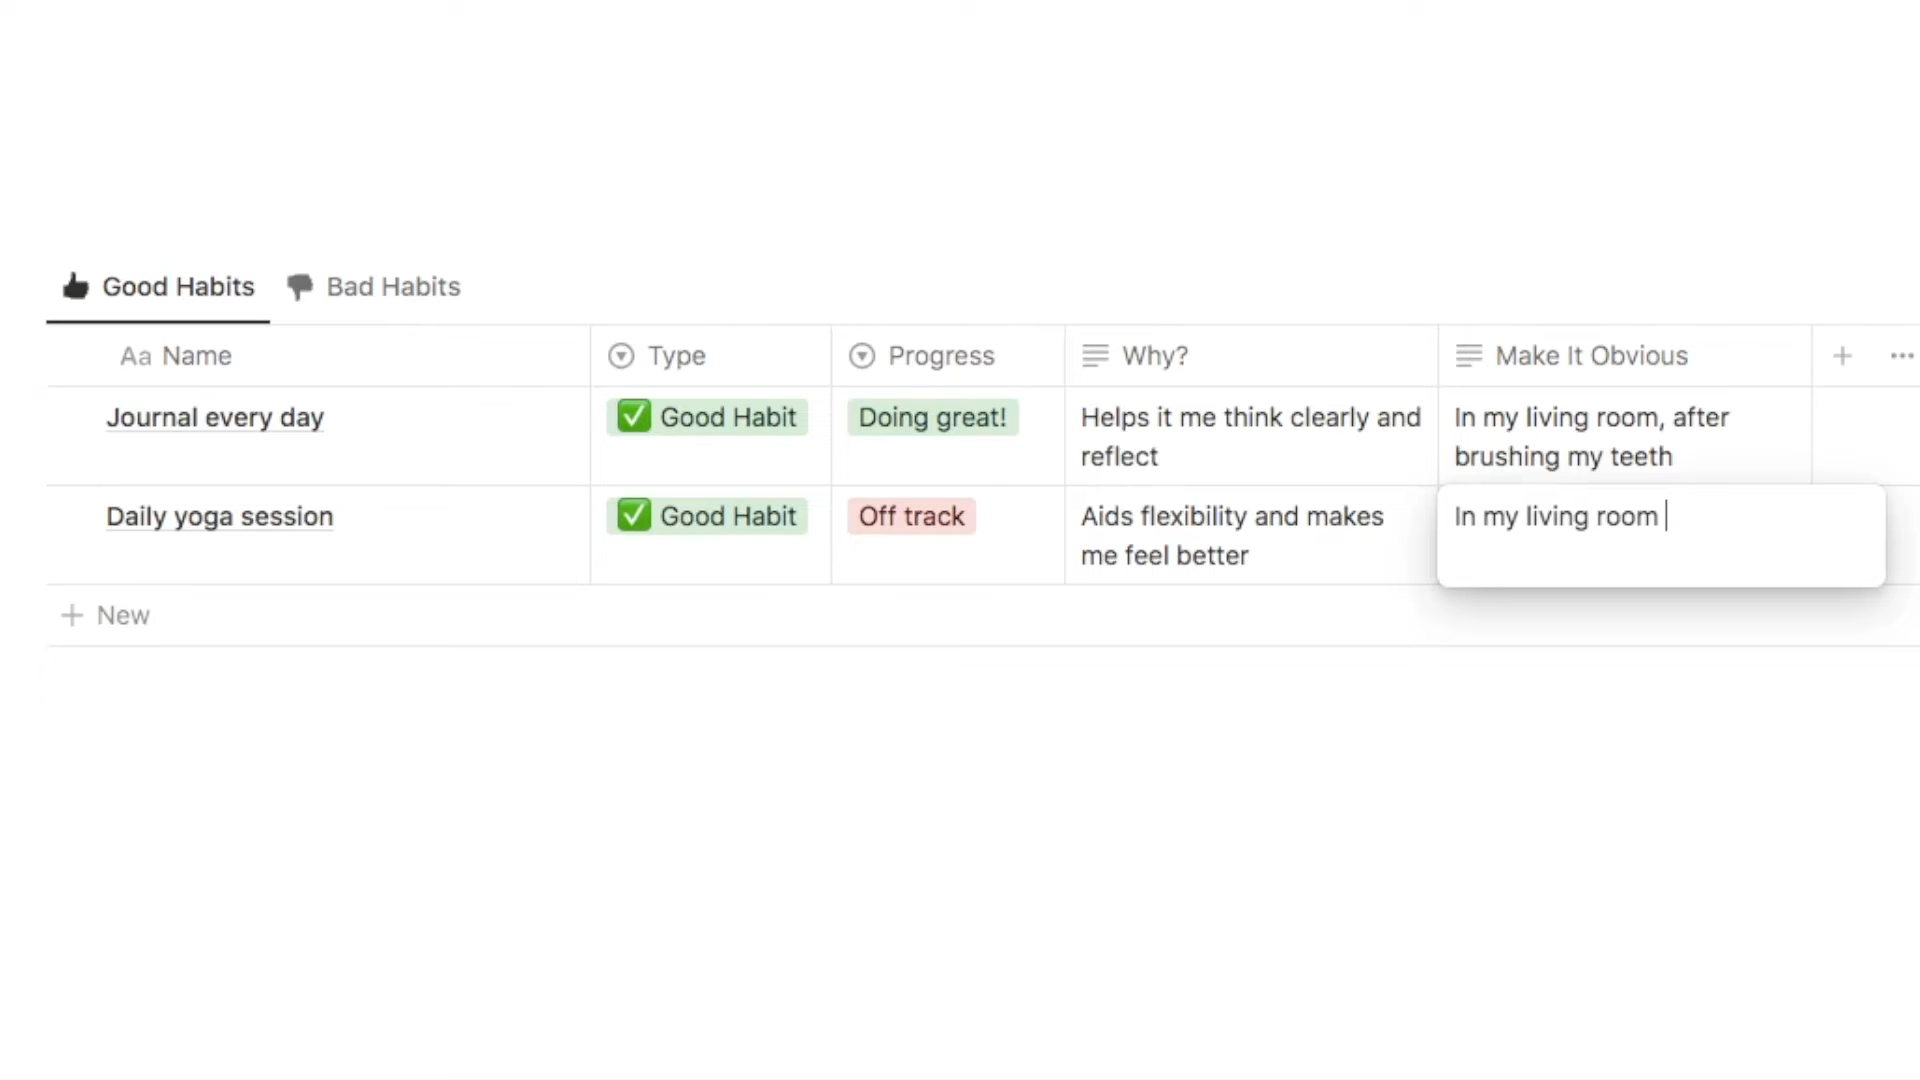 Good Habits Bad Habits
Aa Name Type Progress Why? Make It Obvious
Journal every day ✅ Good Habit Doing great! Helps it me think clearly and In my living room, after
reflect brushing my teeth
Daily yoga session ✅ Good Habit Off track Aids flexibility and makes In my living room
me feel better
+ New